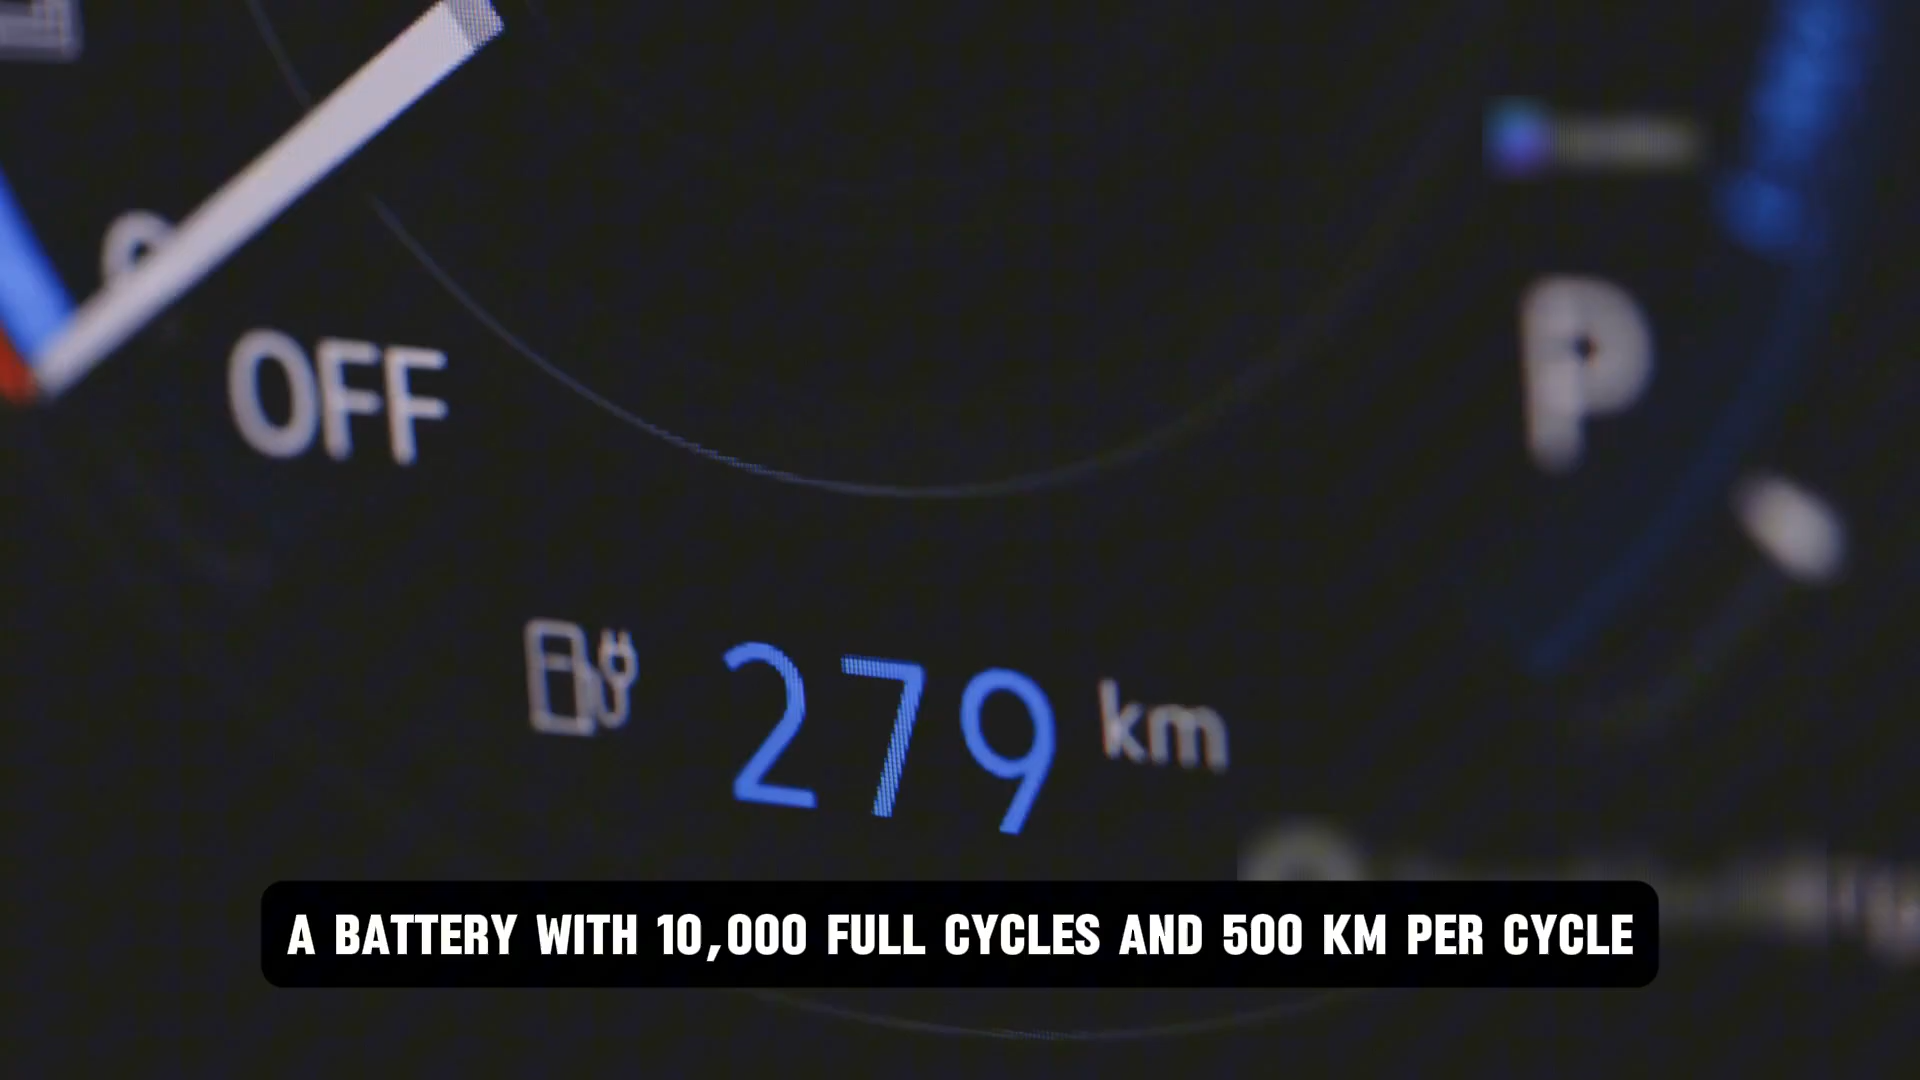 OFF
P
279 km
A BATTERY WITH 10,000 FULL CYCLES AND 500 KM PER CYCLE